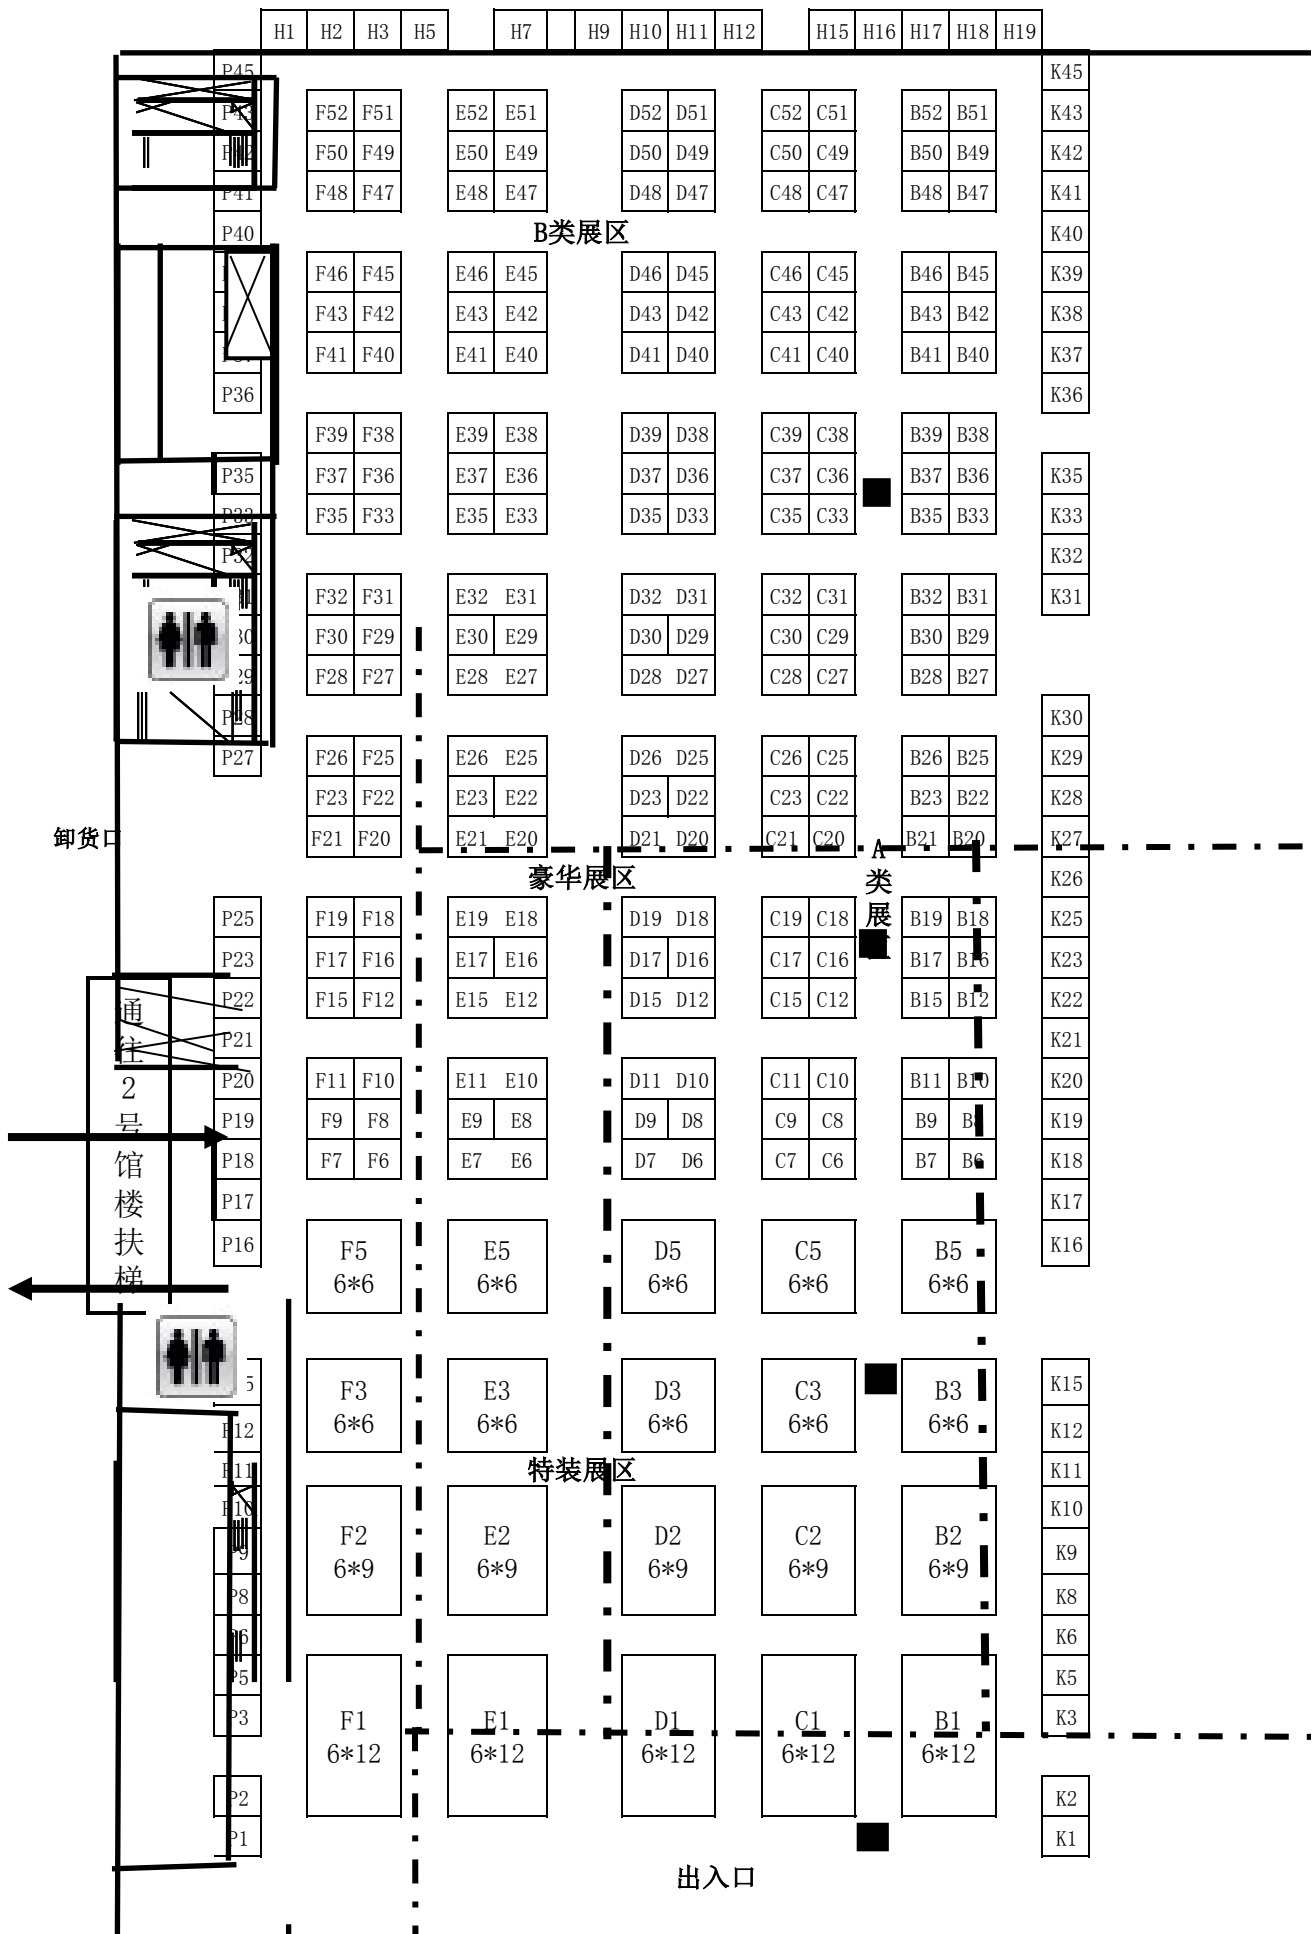 H1 H2 H3 H5 H7 H9 H10 H11 H12 H15 H16 H17 H18 H19
P45 K45
P43 F52 F51 E52 E51 D52 D51 C52 C51 B52 B51 K43
P42 F50 F49 E50 E49 D50 D49 C50 C49 B50 B49 K42
P41 F48 F47 E48 E47 D48 D47 C48 C47 B48 B47 K41
P40 B类展区 K40
F46 F45 E46 E45 D46 D45 C46 C45 B46 B45 K39
F43 F42 E43 E42 D43 D42 C43 C42 B43 B42 K38
F41 F40 E41 E40 D41 D40 C41 C40 B41 B40 K37
P36 K36
F39 F38 E39 E38 D39 D38 C39 C38 B39 B38
P35 F37 F36 E37 E36 D37 D36 C37 C36 B37 B36 K35
P33 F35 F33 E35 E33 D35 D33 C35 C33 B35 B33 K33
P32 K32
F32 F31 E32 E31 D32 D31 C32 C31 B32 B31 K31
F30 F29 E30 E29 D30 D29 C30 C29 B30 B29
F28 F27 E28 E27 D28 D27 C28 C27 B28 B27
P28 K30
P27 F26 F25 E26 E25 D26 D25 C26 C25 B26 B25 K29
F23 F22 E23 E22 D23 D22 C23 C22 B23 B22 K28
卸货口 F21 F20 E21 E20 D21 D20 C21 C20 B21 B20 K27
豪华展区 A类展 K26
P25 F19 F18 E19 E18 D19 D18 C19 C18 B19 B18 K25
P23 F17 F16 E17 E16 D17 D16 C17 C16 B17 B16 K23
P22 F15 F12 E15 E12 D15 D12 C15 C12 B15 B12 K22
通往2号馆楼扶梯
P21 K21
P20 F11 F10 E11 E10 D11 D10 C11 C10 B11 B10 K20
P19 F9 F8 E9 E8 D9 D8 C9 C8 B9 B8 K19
P18 F7 F6 E7 E6 D7 D6 C7 C6 B7 B6 K18
P17 K17
P16 F5 E5 D5 C5 B5 K16
6*6 6*6 6*6 6*6 6*6
F3 E3 D3 C3 B3 K15
P12 6*6 6*6 6*6 6*6 6*6 K12
P11 特装展区 K11
P10 K10
F2 E2 D2 C2 B2
P9 6*9 6*9 6*9 6*9 6*9 K9
P8 K8
P6 K6
P5 K5
P3 F1 E1 D1 C1 B1 K3
6*12 6*12 6*12 6*12 6*12
P2 K2
P1 K1
出入口